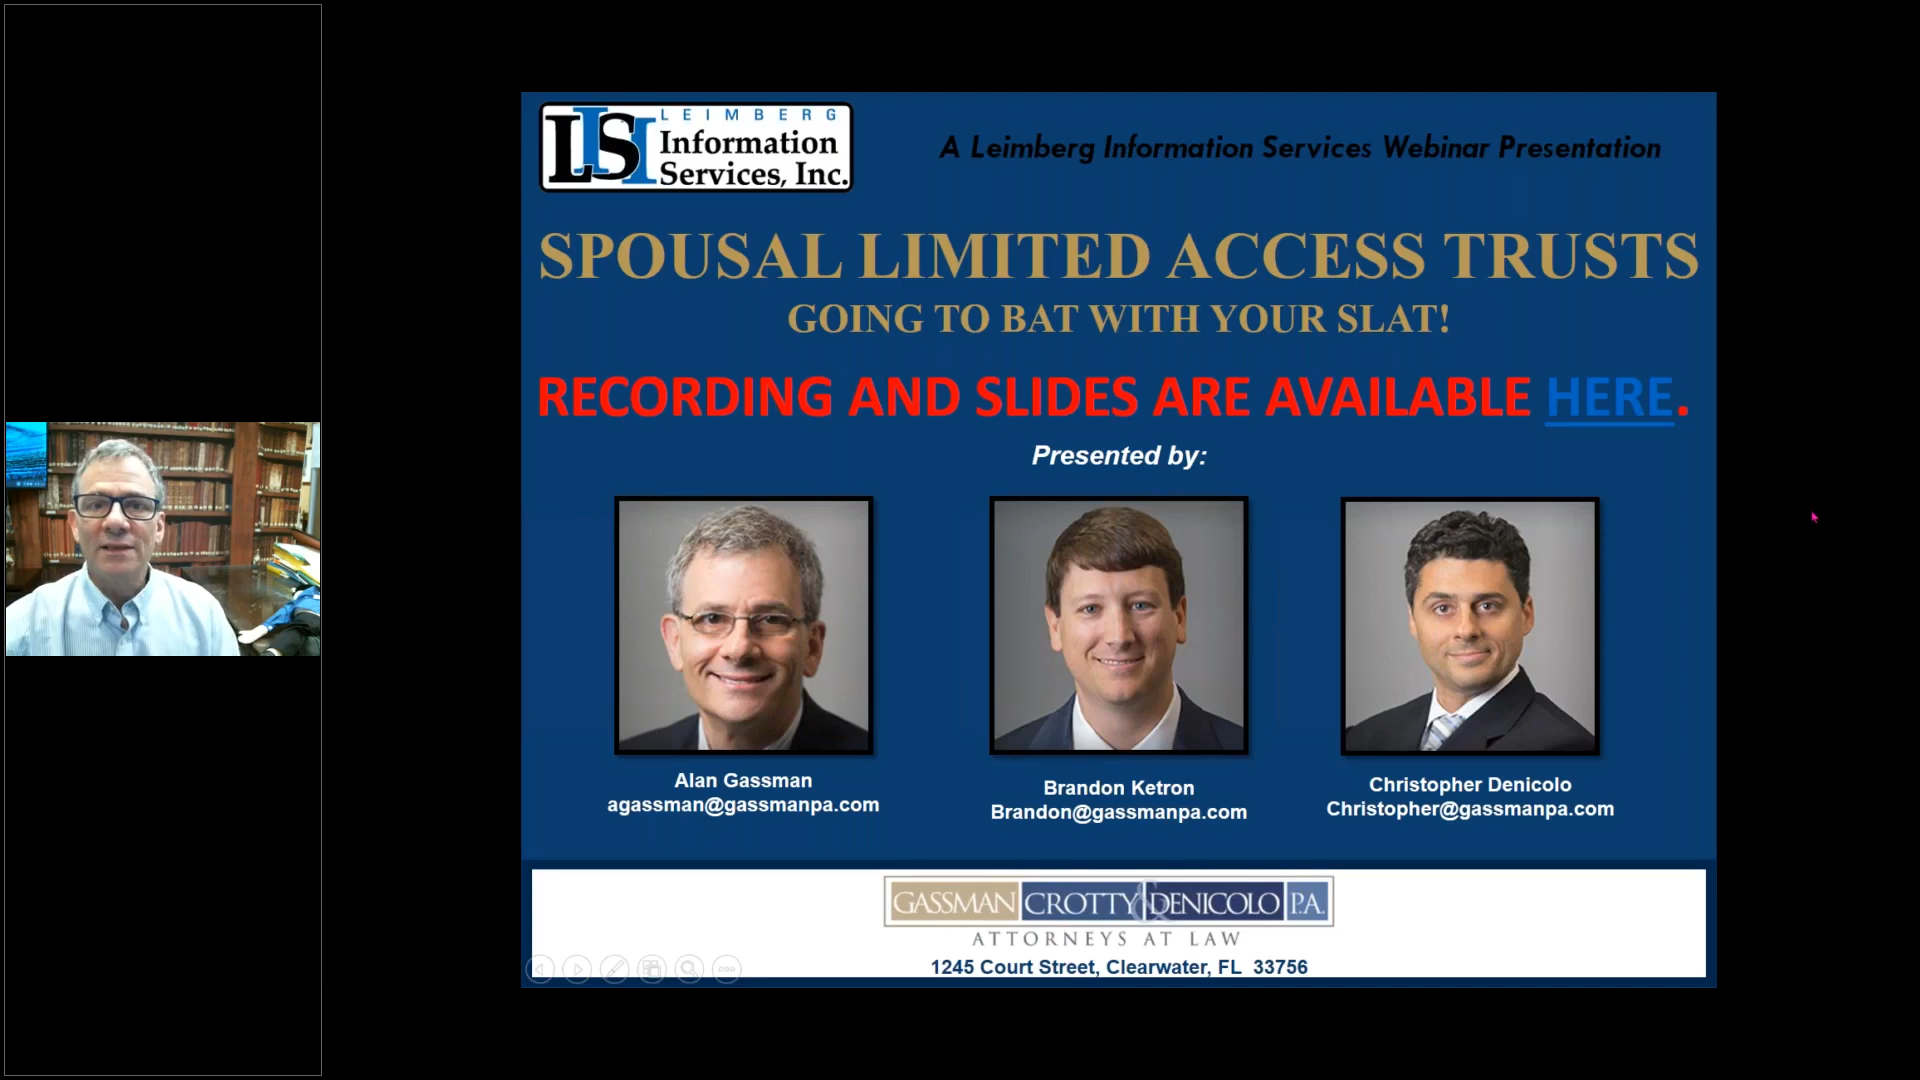 LISI
LEIMBERG
Information
Services, Inc.
A Leimberg Information Services Webinar Presentation
SPOUSAL LIMITED ACCESS TRUSTS
GOING TO BAT WITH YOUR SLAT!
RECORDING AND SLIDES ARE AVAILABLE HERE.
Presented by:
Alan Gassman
agassman@gassmanpa.com
Brandon Ketron
Brandon@gassmanpa.com
Christopher Denicolo
Christopher@gassmanpa.com
GASSMAN CROTTY & DENICOLO P.A.
ATTORNEYS AT LAW
1245 Court Street, Clearwater, FL 33756